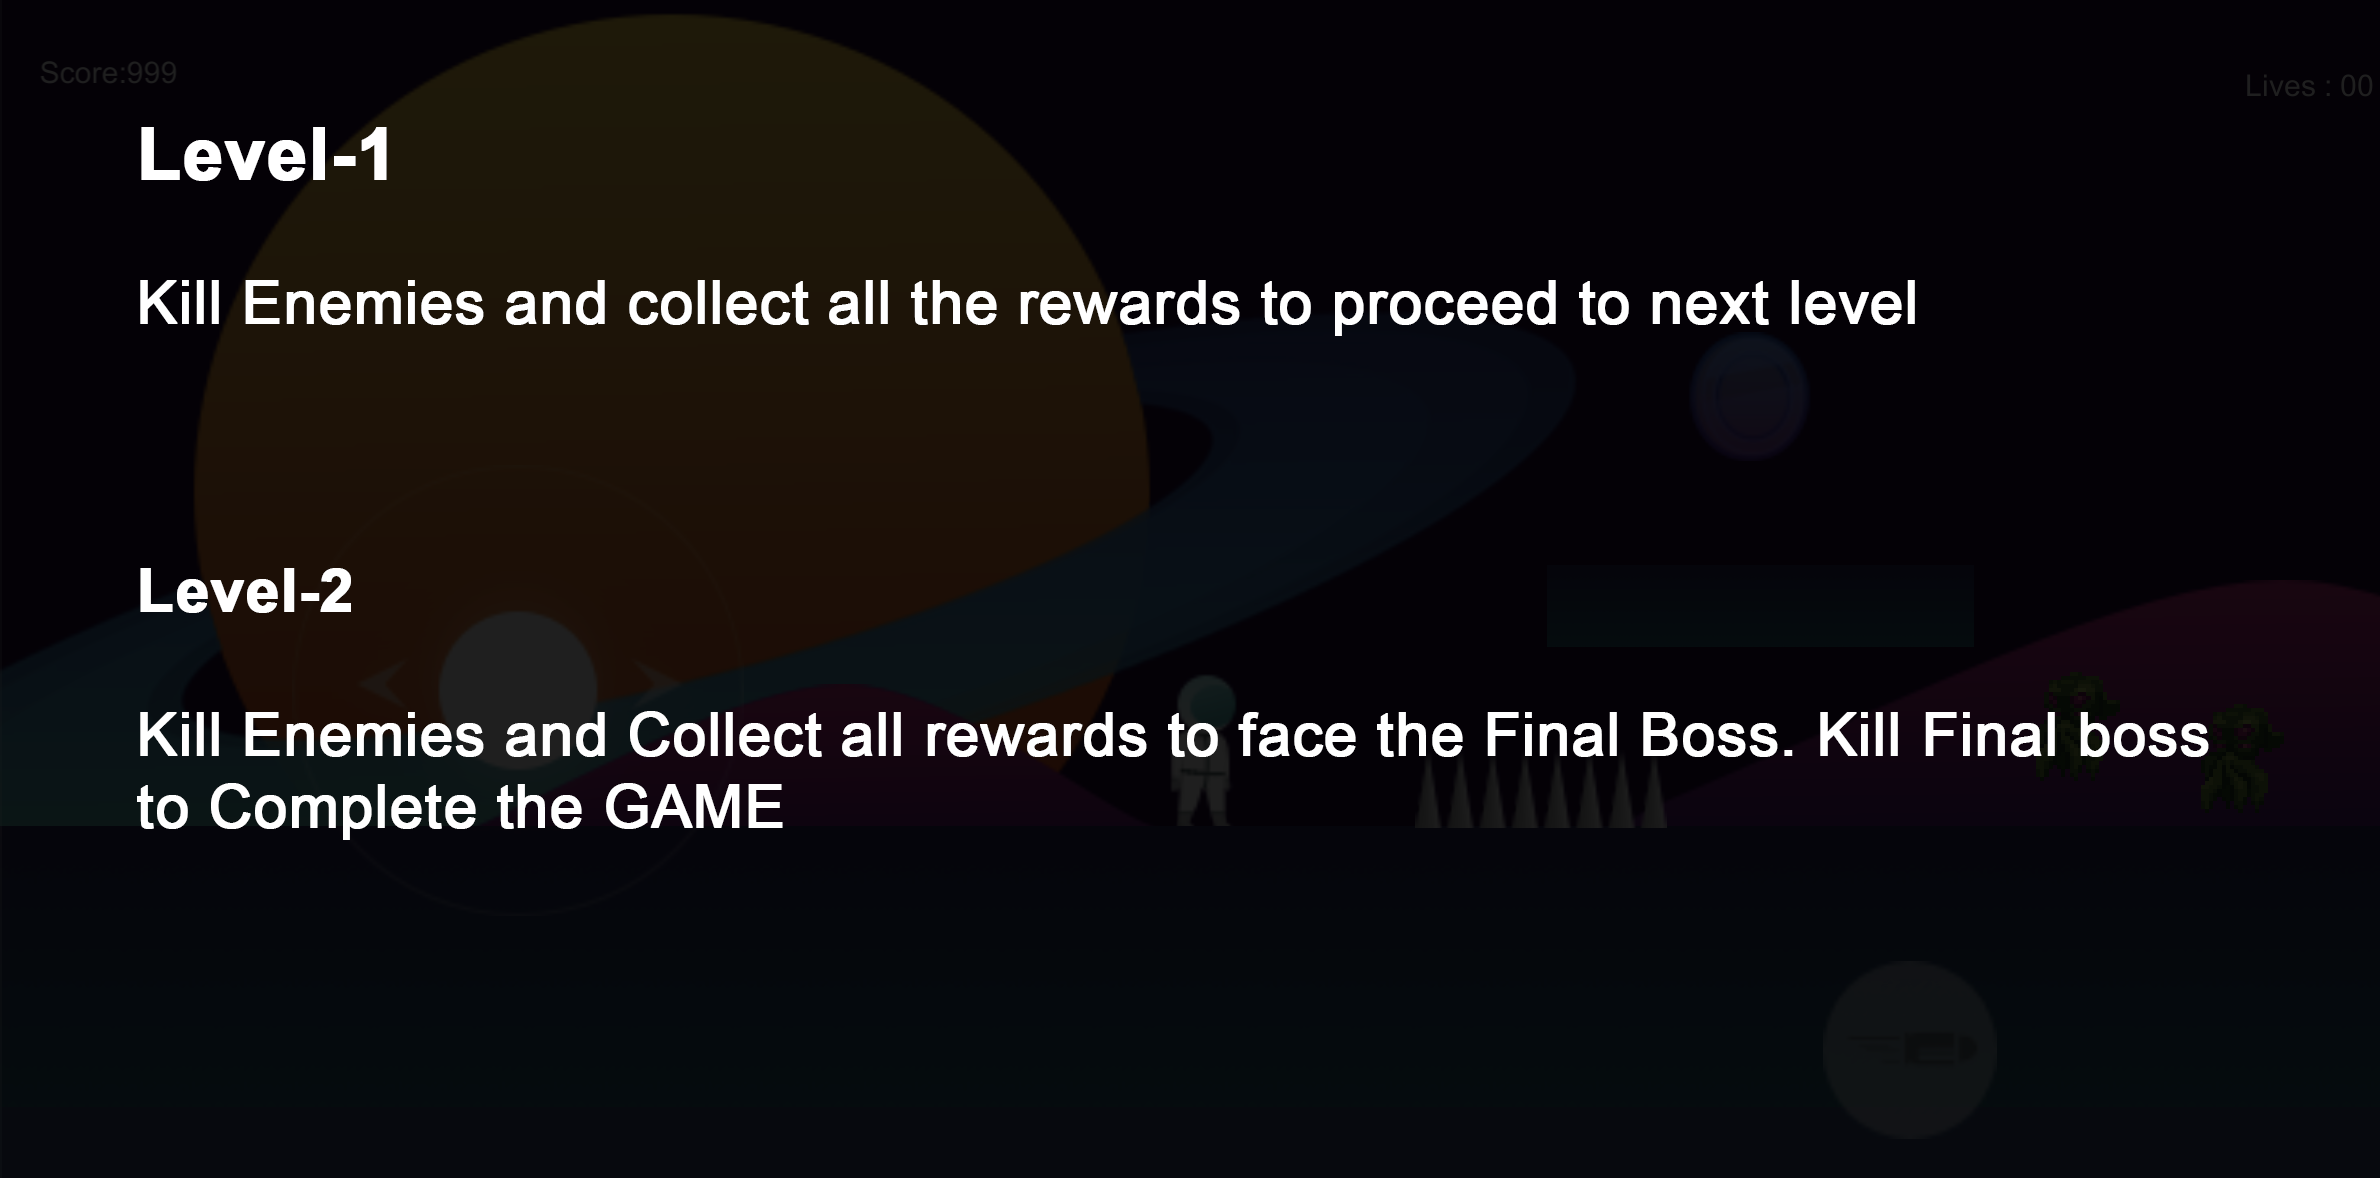 Score:999
Lives : 00
Level-1
Kill Enemies and collect all the rewards to proceed to next level
Level-2
Kill Enemies and Collect all rewards to face the Final Boss. Kill Final boss
to Complete the GAME